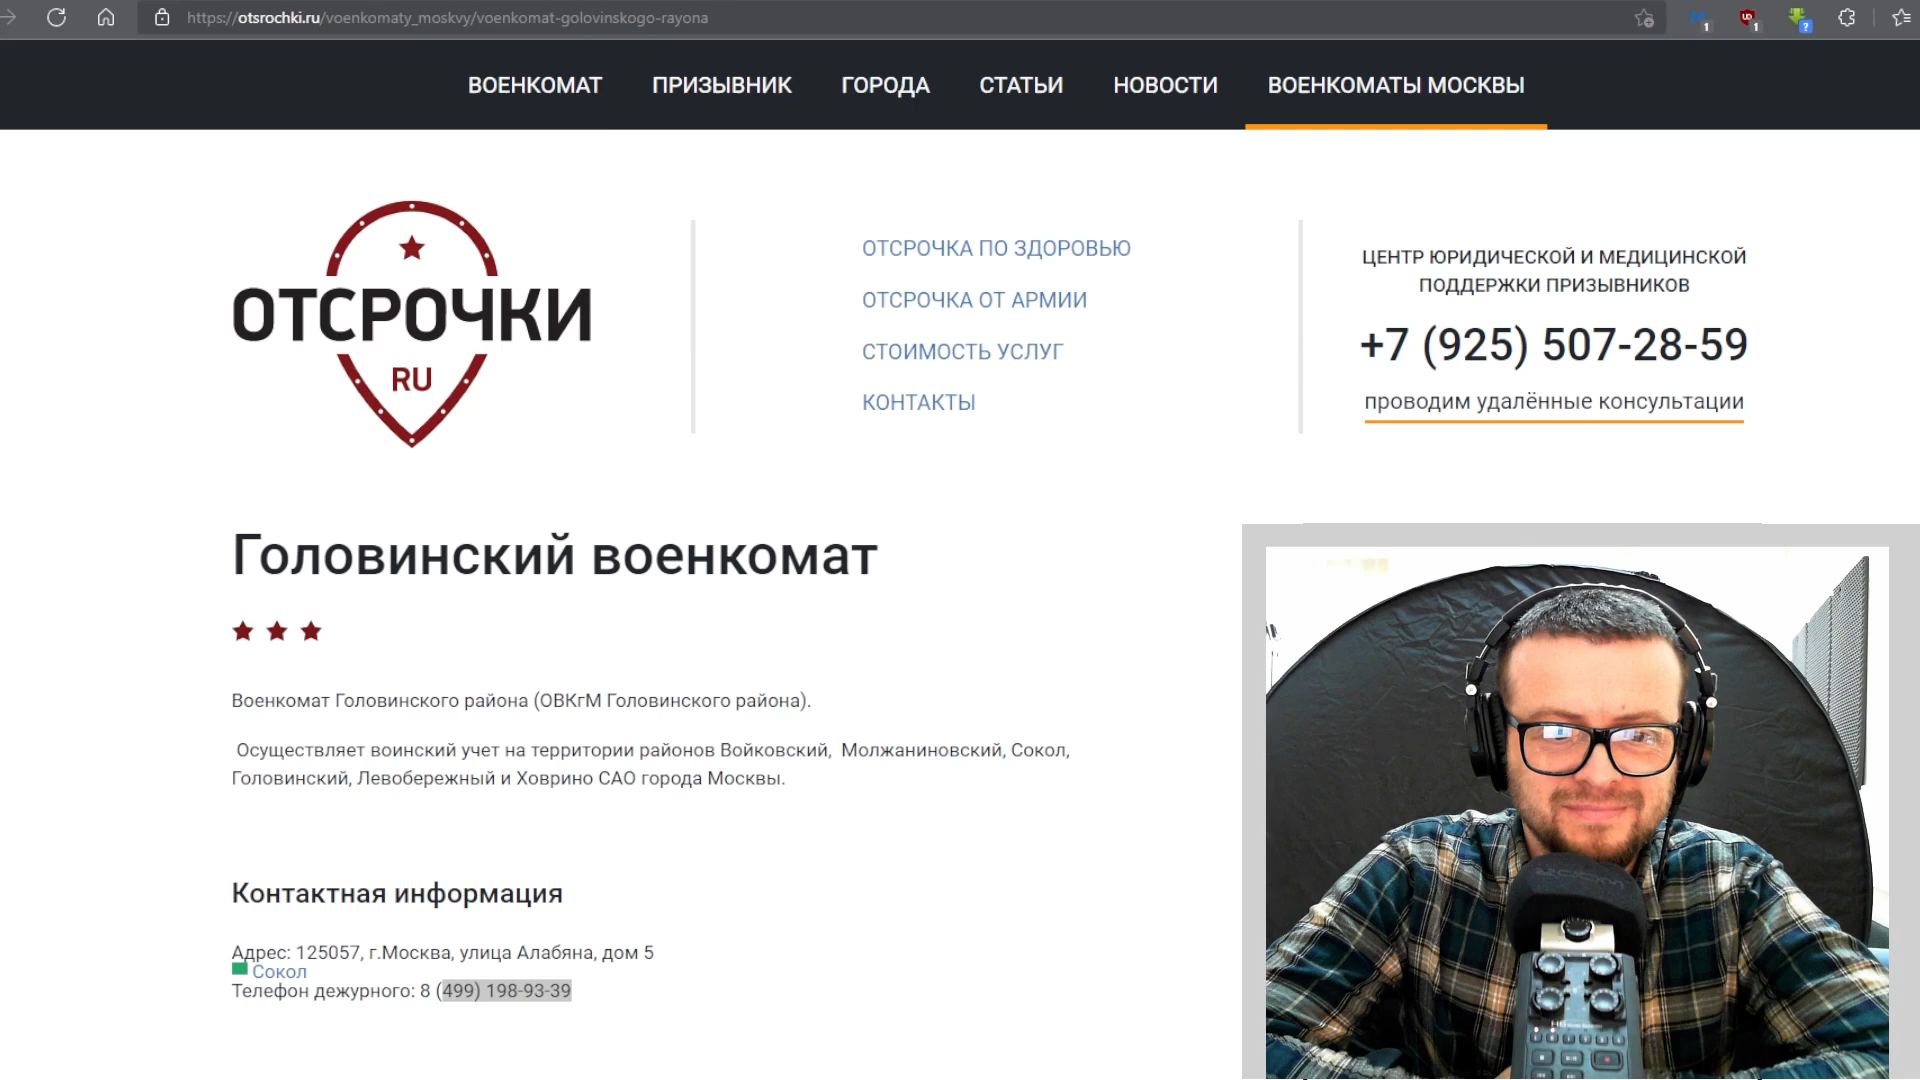 https://otsrochki.ru/voenkomaty_moskvy/voenkomat-golovinskogo-rayona
1
1
?
ВОЕНКОМАТ
ПРИЗЫВНИК
ГОРОДА
СТАТЬИ
НОВОСТИ
ВОЕНКОМАТЫ МОСКВЫ
ОТСРОЧКИ
RU
ОТСРОЧКА ПО ЗДОРОВЬЮ
ОТСРОЧКА ОТ АРМИИ
СТОИМОСТЬ УСЛУГ
КОНТАКТЫ
ЦЕНТР ЮРИДИЧЕСКОЙ И МЕДИЦИНСКОЙ
ПОДДЕРЖКИ ПРИЗЫВНИКОВ
+7 (925) 507-28-59
проводим удалённые консультации
Головинский военкомат
Военкомат Головинского района (ОВКгМ Головинского района).
Осуществляет воинский учет на территории районов Войковский, Молжаниновский, Сокол,
Головинский, Левобережный и Ховрино САО города Москвы.
Контактная информация
Адрес: 125057, г.Москва, улица Алабяна, дом 5
Сокол
Телефон дежурного: 8 (499) 198-93-39
zoom
H6